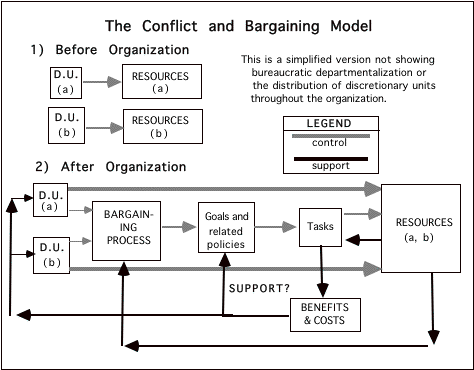 The Conflict and Bargaining Model
1) Before Organization
This is a simplified version not showing
bureaucratic departmentalization or
the distribution of discretionary units
throughout the organization.
D.U.
(a)
RESOURCES
(a)
D.U.
(b)
RESOURCES
(b)
LEGEND
control
support
2) After Organization
D.U.
(a)
BARGAIN-
ING
PROCESS
Goals and
related
policies
Tasks
RESOURCES
(a, b)
D.U.
(b)
SUPPORT?
BENEFITS
& COSTS